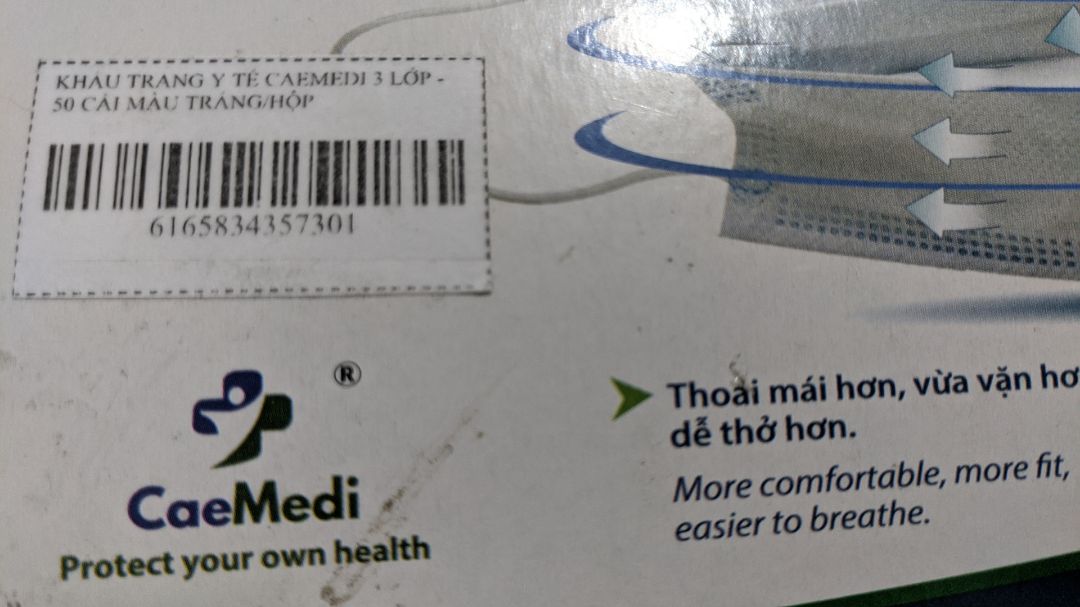 KHẨU TRANG Y TẾ CAEMEDI 3 LỚP -
50 CÁI MÀU TRẮNG/HỘP
6165834357301
®
CaeMedi
Protect your own health
Thoải mái hơn, vừa vặn hơ
dễ thở hơn.
More comfortable, more fit,
easier to breathe.